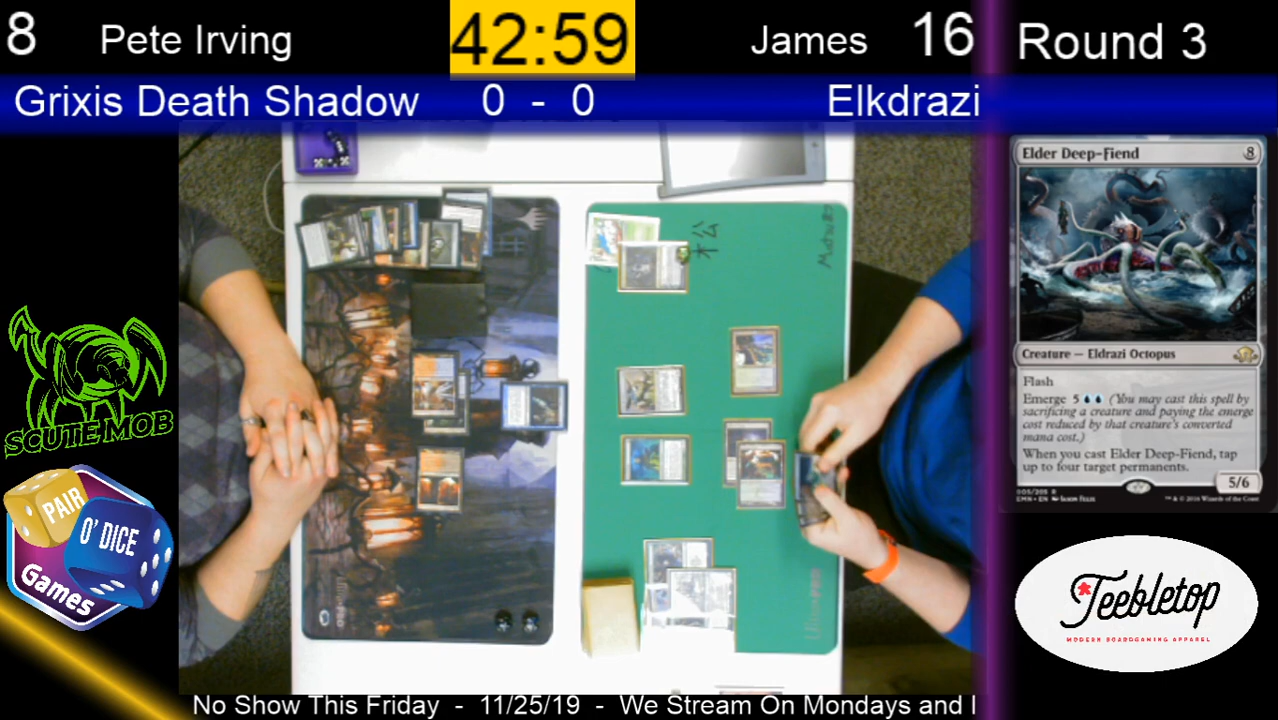 8 Pete Irving 42:59 James 16 Round 3
Grixis Death Shadow 0 - 0 Elkdrazi
Elder Deep-Fiend 8
Creature — Eldrazi Octopus
Flash
Emerge 5 (You may cast this spell by
sacrificing a creature and paying the emerge
cost reduced by that creature's converted
mana cost.)
When you cast Elder Deep-Fiend, tap
up to four target permanents.
5/6
SCUTE MOB
PAIR
O' DICE
Games
Teebletop
MODERN BOARDGAMING APPAREL
No Show This Friday - 11/25/19 - We Stream On Mondays and